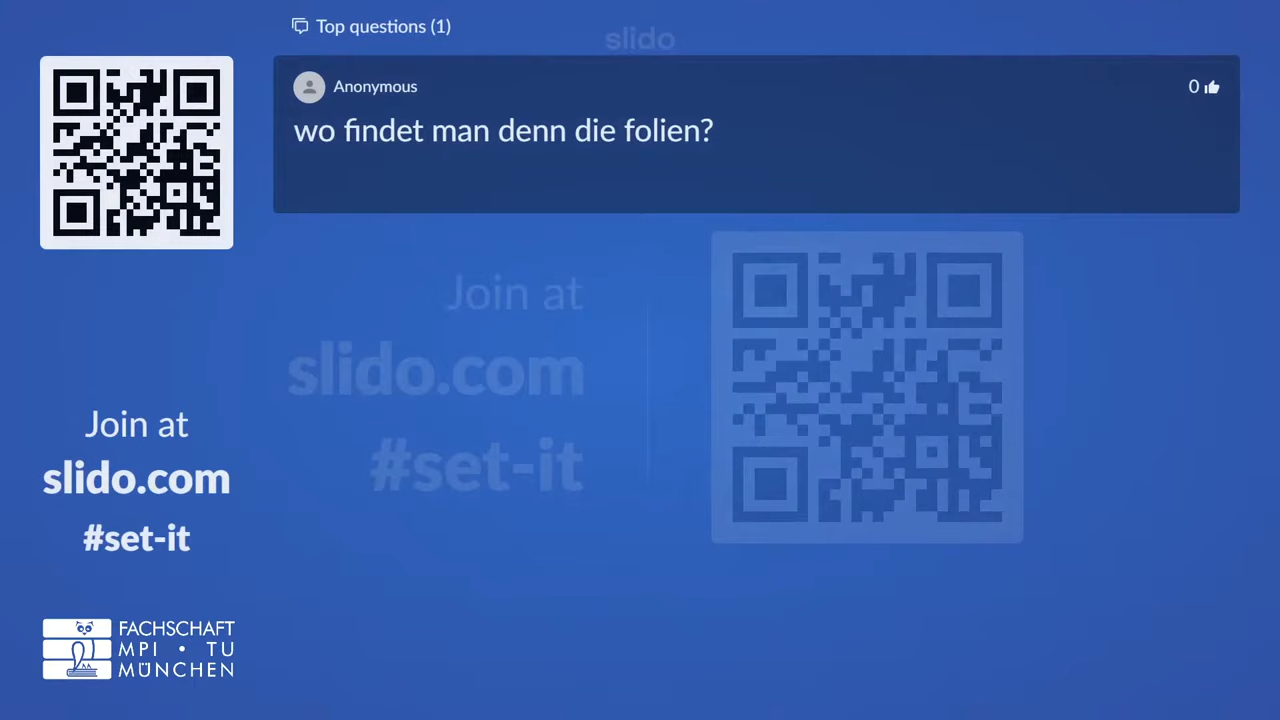 Top questions (1)
slido
Anonymous
0
wo findet man denn die folien?
Join at
slido.com
#set-it
Join at
slido.com
#set-it
FACHSCHAFT
MPI • TU
MÜNCHEN